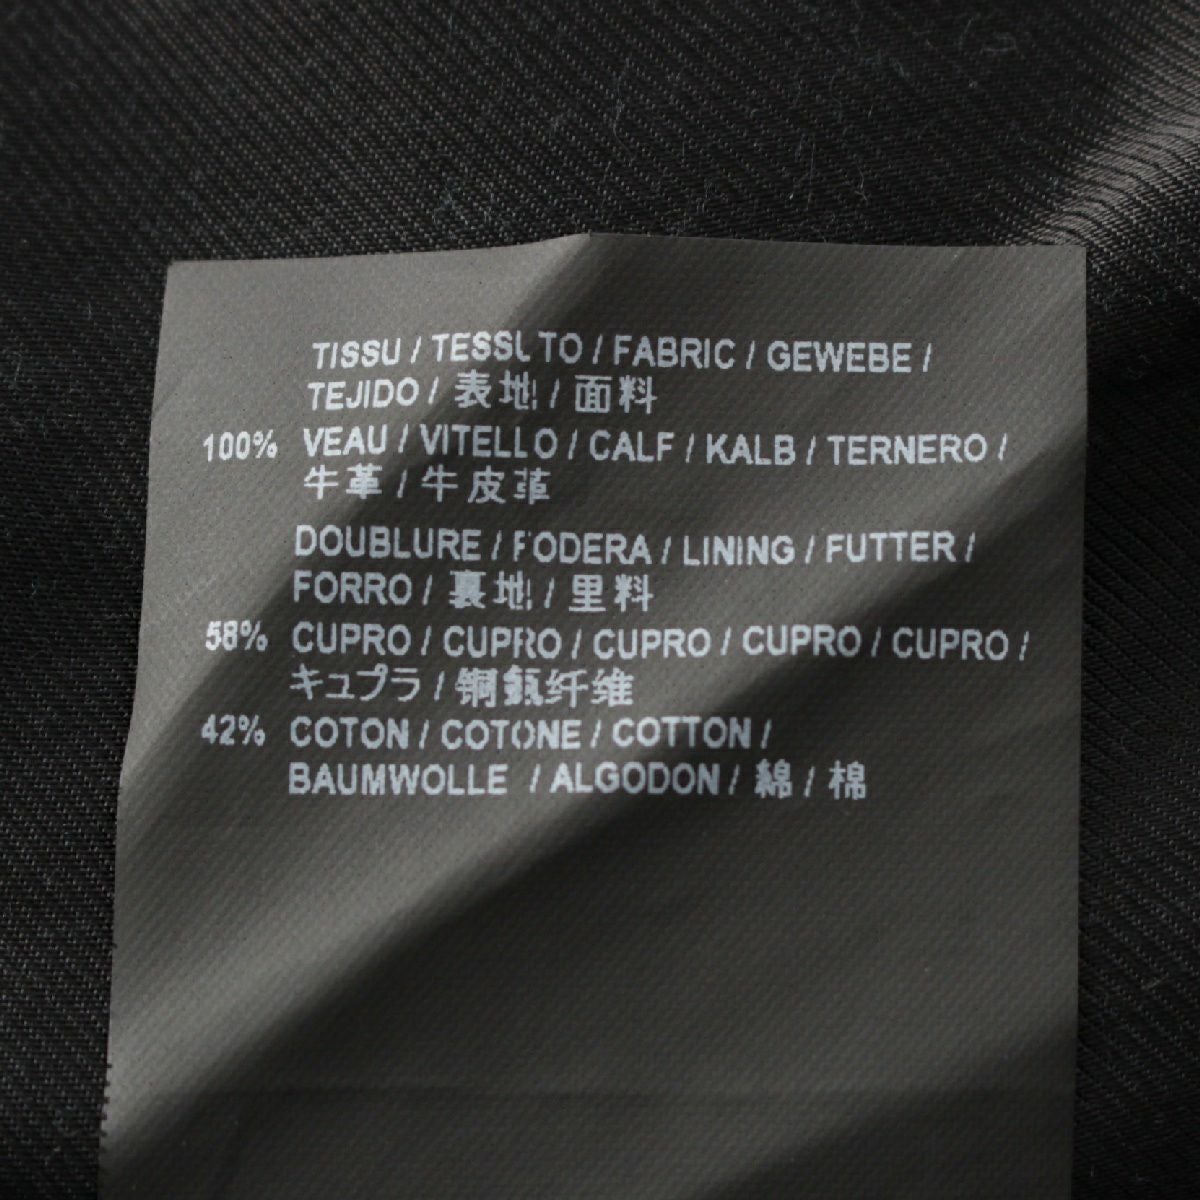 TISSU / TESSUTO / FABRIC / GEWEBE /
TEJIDO / 表地 / 面料
100% VEAU / VITELLO / CALF / KALB / TERNERO /
牛革 / 牛皮革
DOUBLURE / FODERA / LINING / FUTTER /
FORRO / 裏地 / 里料
58% CUPRO / CUPRO / CUPRO / CUPRO / CUPRO /
キュプラ / 铜氨纤维
42% COTON / COTONE / COTTON /
BAUMWOLLE / ALGODON / 綿 / 棉